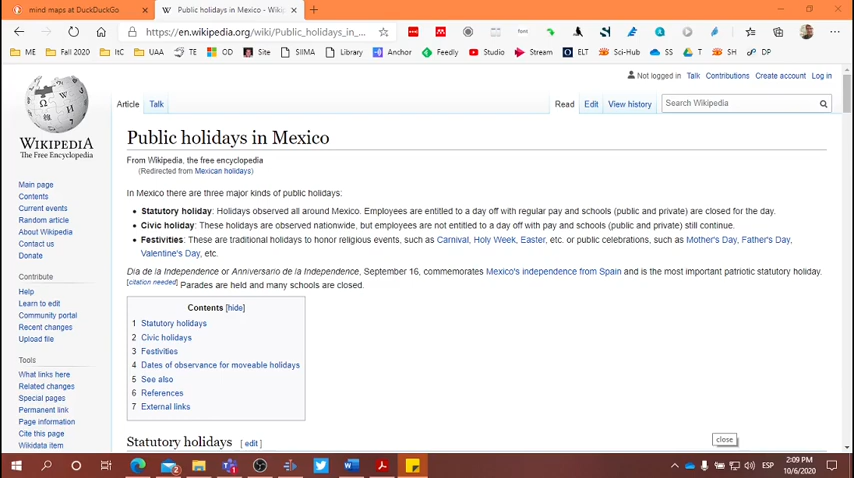 mind maps at DuckDuckGo
Public holidays in Mexico - Wiki
https://en.wikipedia.org/wiki/Public_holidays_in_...
ME
Fall 2020
ItC
UAA
TE
OD
Site
SIIMA
Library
Anchor
Feedly
Studio
Stream
ELT
Sci-Hub
SS
T
SH
DP
Not logged in Talk Contributions Create account Log in
Article Talk
Read Edit View history
Search Wikipedia
WIKIPEDIA
The Free Encyclopedia
Public holidays in Mexico
From Wikipedia, the free encyclopedia
(Redirected from Mexican holidays)
In Mexico there are three major kinds of public holidays:
Statutory holiday: Holidays observed all around Mexico. Employees are entitled to a day off with regular pay and schools (public and private) are closed for the day.
Civic holiday: These holidays are observed nationwide, but employees are not entitled to a day off with pay and schools (public and private) still continue.
Festivities: These are traditional holidays to honor religious events, such as Carnival, Holy Week, Easter, etc. or public celebrations, such as Mother's Day, Father's Day,
Valentine's Day, etc.
Dia de la Independence or Anniversario de la Independence, September 16, commemorates Mexico's independence from Spain and is the most important patriotic statutory holiday.
[citation needed] Parades are held and many schools are closed.
Contents [hide]
1 Statutory holidays
2 Civic holidays
3 Festivities
4 Dates of observance for moveable holidays
5 See also
6 References
7 External links
Statutory holidays [ edit ]
Main page
Contents
Current events
Random article
About Wikipedia
Contact us
Donate
Contribute
Help
Learn to edit
Community portal
Recent changes
Upload file
Tools
What links here
Related changes
Special pages
Permanent link
Page information
Cite this page
Wikidata item
close
ESP
2:09 PM
10/6/2020